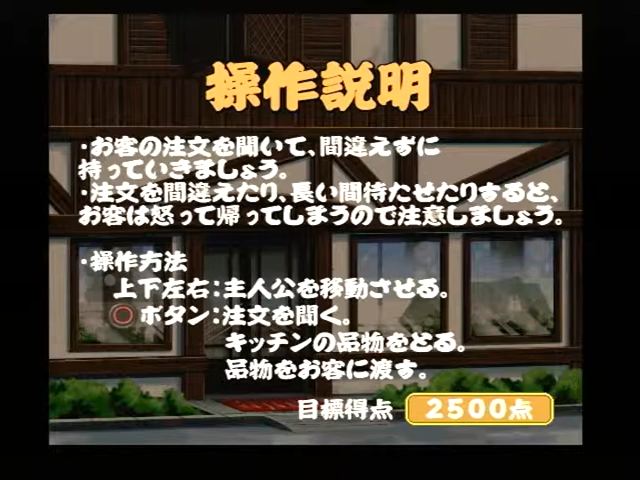 操作説明
・お客の注文を聞いて、間違えずに
持っていきましょう。
・注文を間違えたり、長い間待たせたりすると、
お客は怒って帰ってしまうので注意しましょう。
・操作方法
上下左右:主人公を移動させる。
◎ボタン:注文を聞く。
キッチンの品物をとる。
品物をお客に渡す。
目標得点 2500点